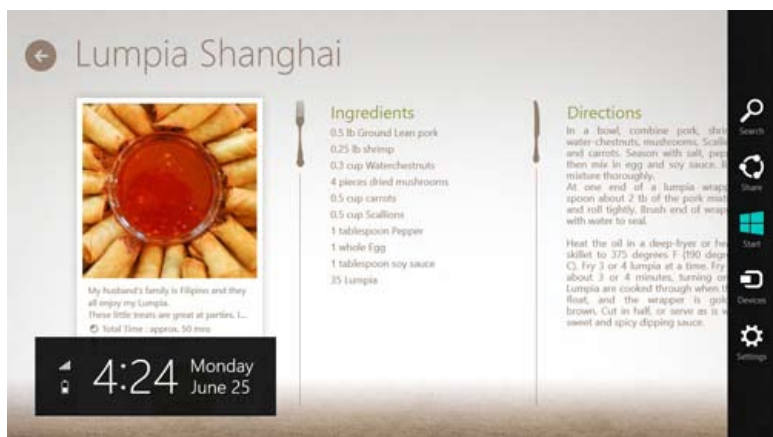 Lumpia Shanghai
My husband's family is Filipino and they
all enjoy my Lumpia.
These little treats are great at parties. I...
Total Time : approx. 50 mins
Ingredients
0.5 lb Ground Lean pork
0.25 lb shrimp
0.3 cup Waterchestnuts
4 pieces dried mushrooms
0.5 cup carrots
0.5 cup Scallions
1 tablespoon Pepper
1 whole Egg
1 tablespoon soy sauce
35 Lumpia
Directions
In a bowl, combine pork,
water-chestnuts, mushrooms.
and carrots. Season with salt,
then mix in egg and soy sauce.
mixture thoroughly.
At one end of a lumpia
spoon about 2 tb of the pork
and roll tightly. Brush end of
with water to seal.
Heat the oil in a deep-fryer or
skillet to 375 degrees F (190
C). Fry 3 or 4 lumpia at a time. Fry
about 3 or 4 minutes, turning
Lumpia are cooked through when
float, and the wrapper is
brown. Cut in half, or serve as is
sweet and spicy dipping sauce.
Search
Share
Start
Devices
Settings
4:24 Monday
June 25